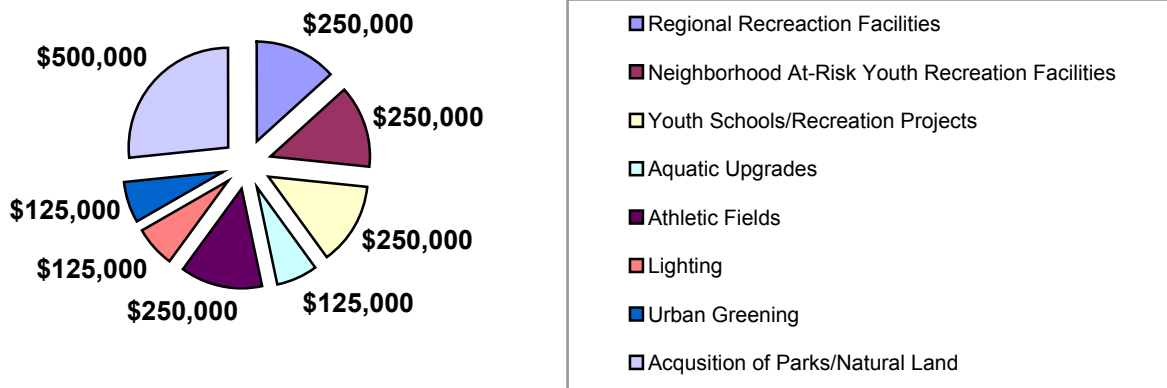 $250,000
$500,000
$250,000
$125,000
$250,000
$125,000
$250,000
$125,000
Regional Recreaction Facilities
Neighborhood At-Risk Youth Recreation Facilities
Youth Schools/Recreation Projects
Aquatic Upgrades
Athletic Fields
Lighting
Urban Greening
Acqusition of Parks/Natural Land